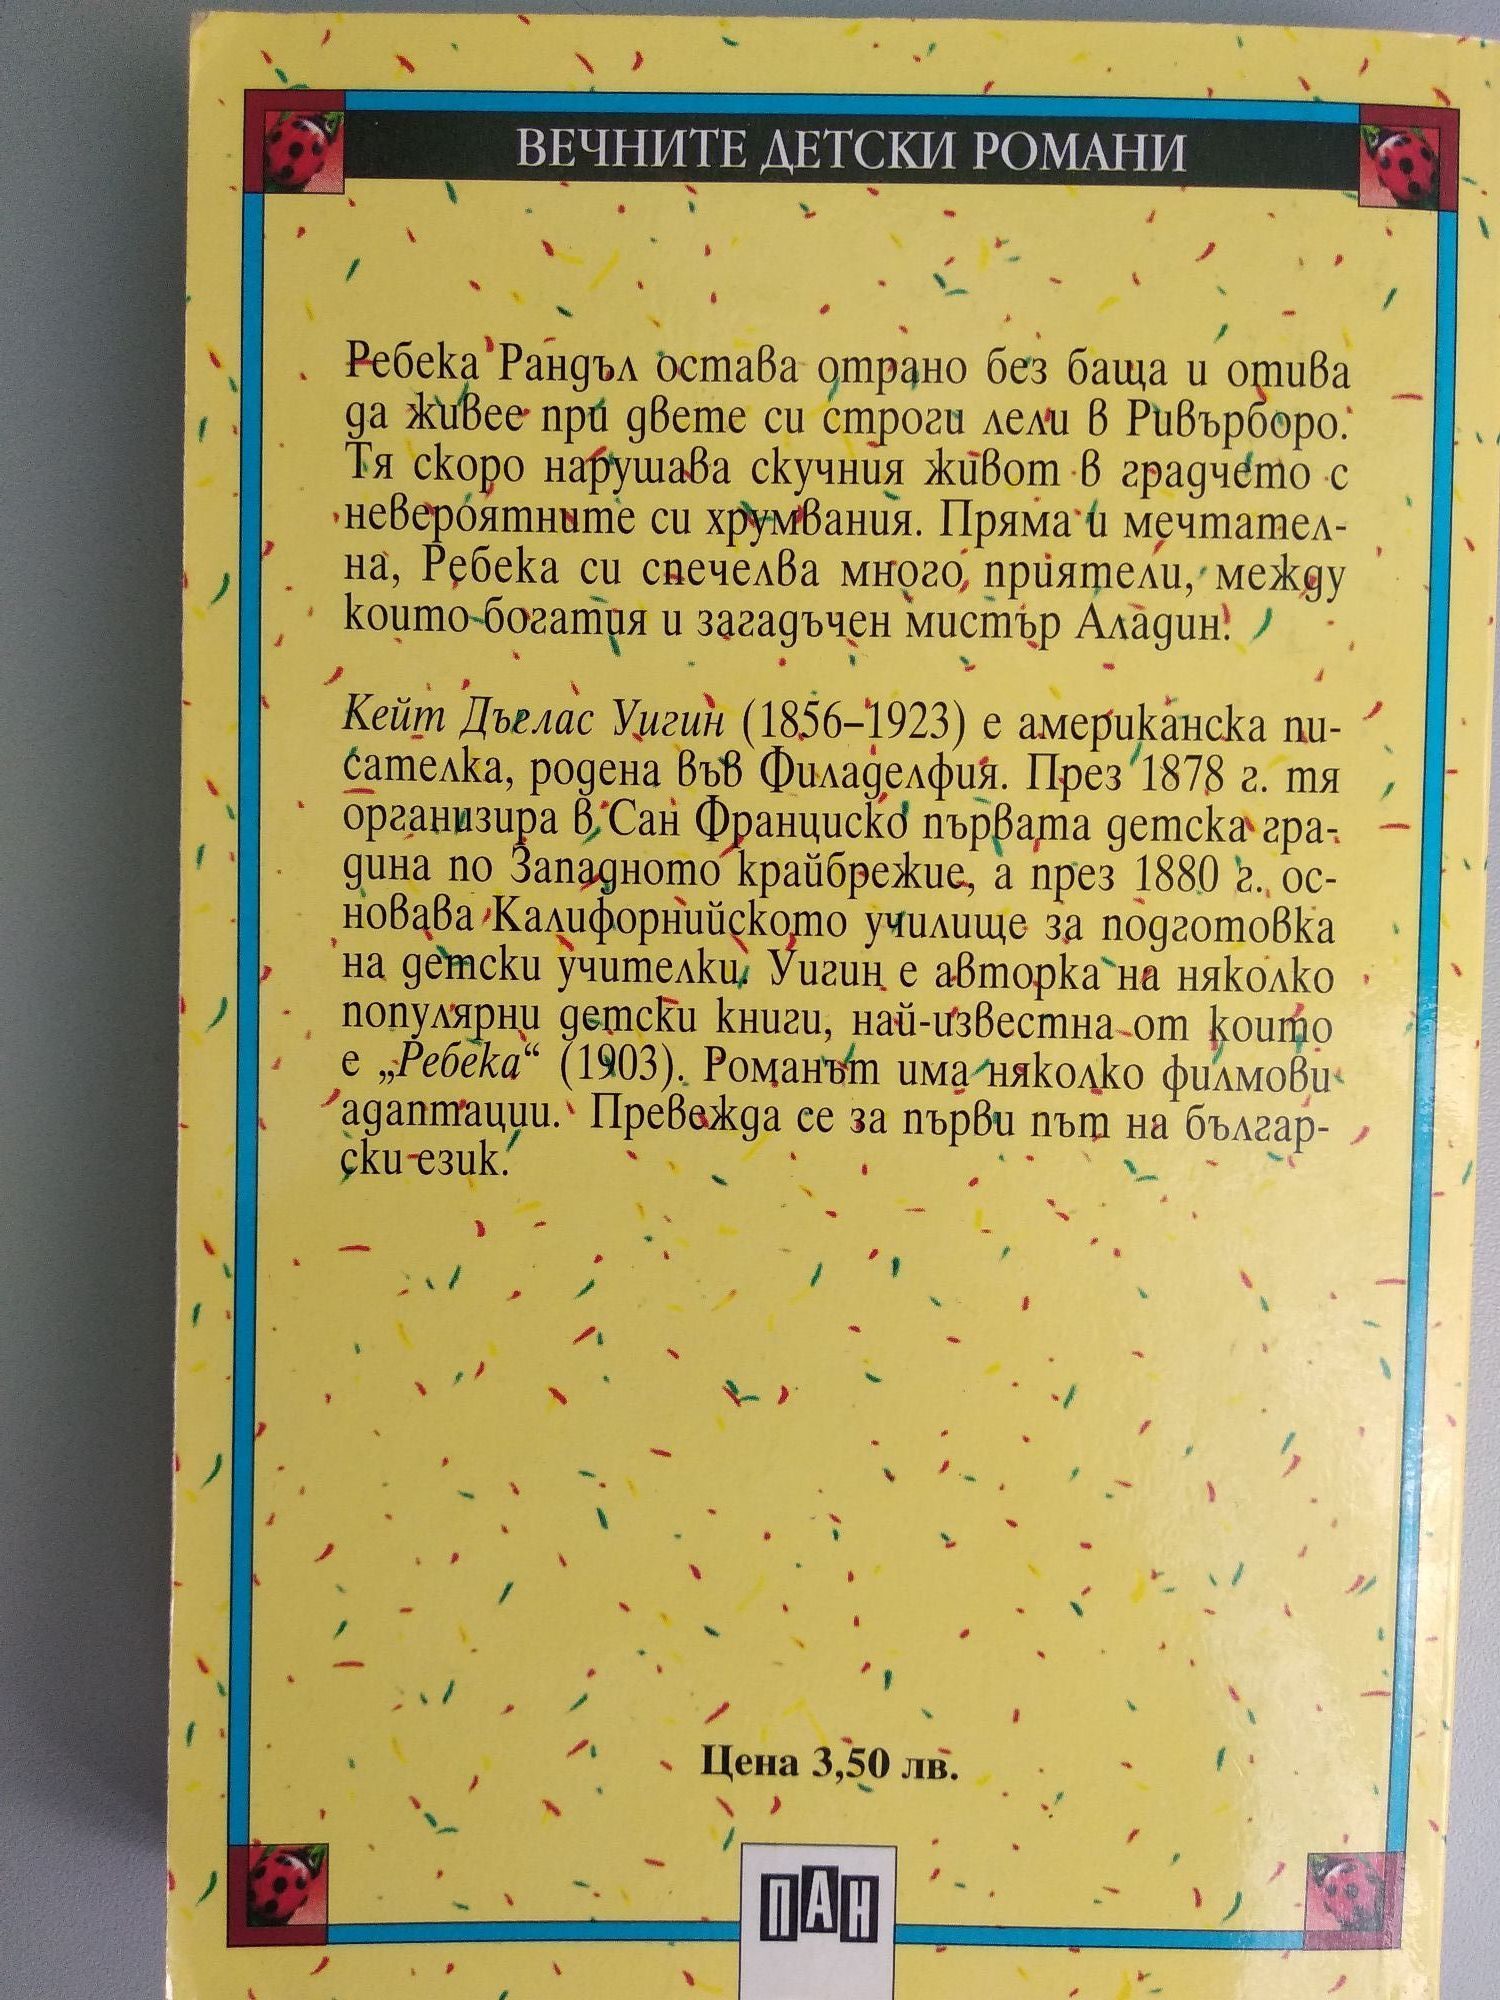 ВЕЧНИТЕ ДЕТСКИ РОМАНИ
Ребека Рандъл остава отрано без баща и отива
да живее при двете си строги лели в Ривърборо.
Тя скоро нарушава скучния живот в градчето с
невероятните си хрумвания. Пряма и мечтател-
на, Ребека си спечелва много приятели, между
които богатия и загадъчен мистър Аладин.
Кейт Дъглас Уигин (1856–1923) е американска пи-
сателка, родена във Филаделфия. През 1878 г. тя
организира в Сан Франциско първата детска гра-
дина по Западното крайбрежие, а през 1880 г. ос-
новава Калифорнийското училище за подготовка
на детски учителки. Уигин е авторка на няколко
популярни детски книги, най-известна от които
е „Ребека“ (1903). Романът има няколко филмови
адаптации. Превежда се за първи път на българ-
ски език.
Цена 3,50 лв.
ПАН